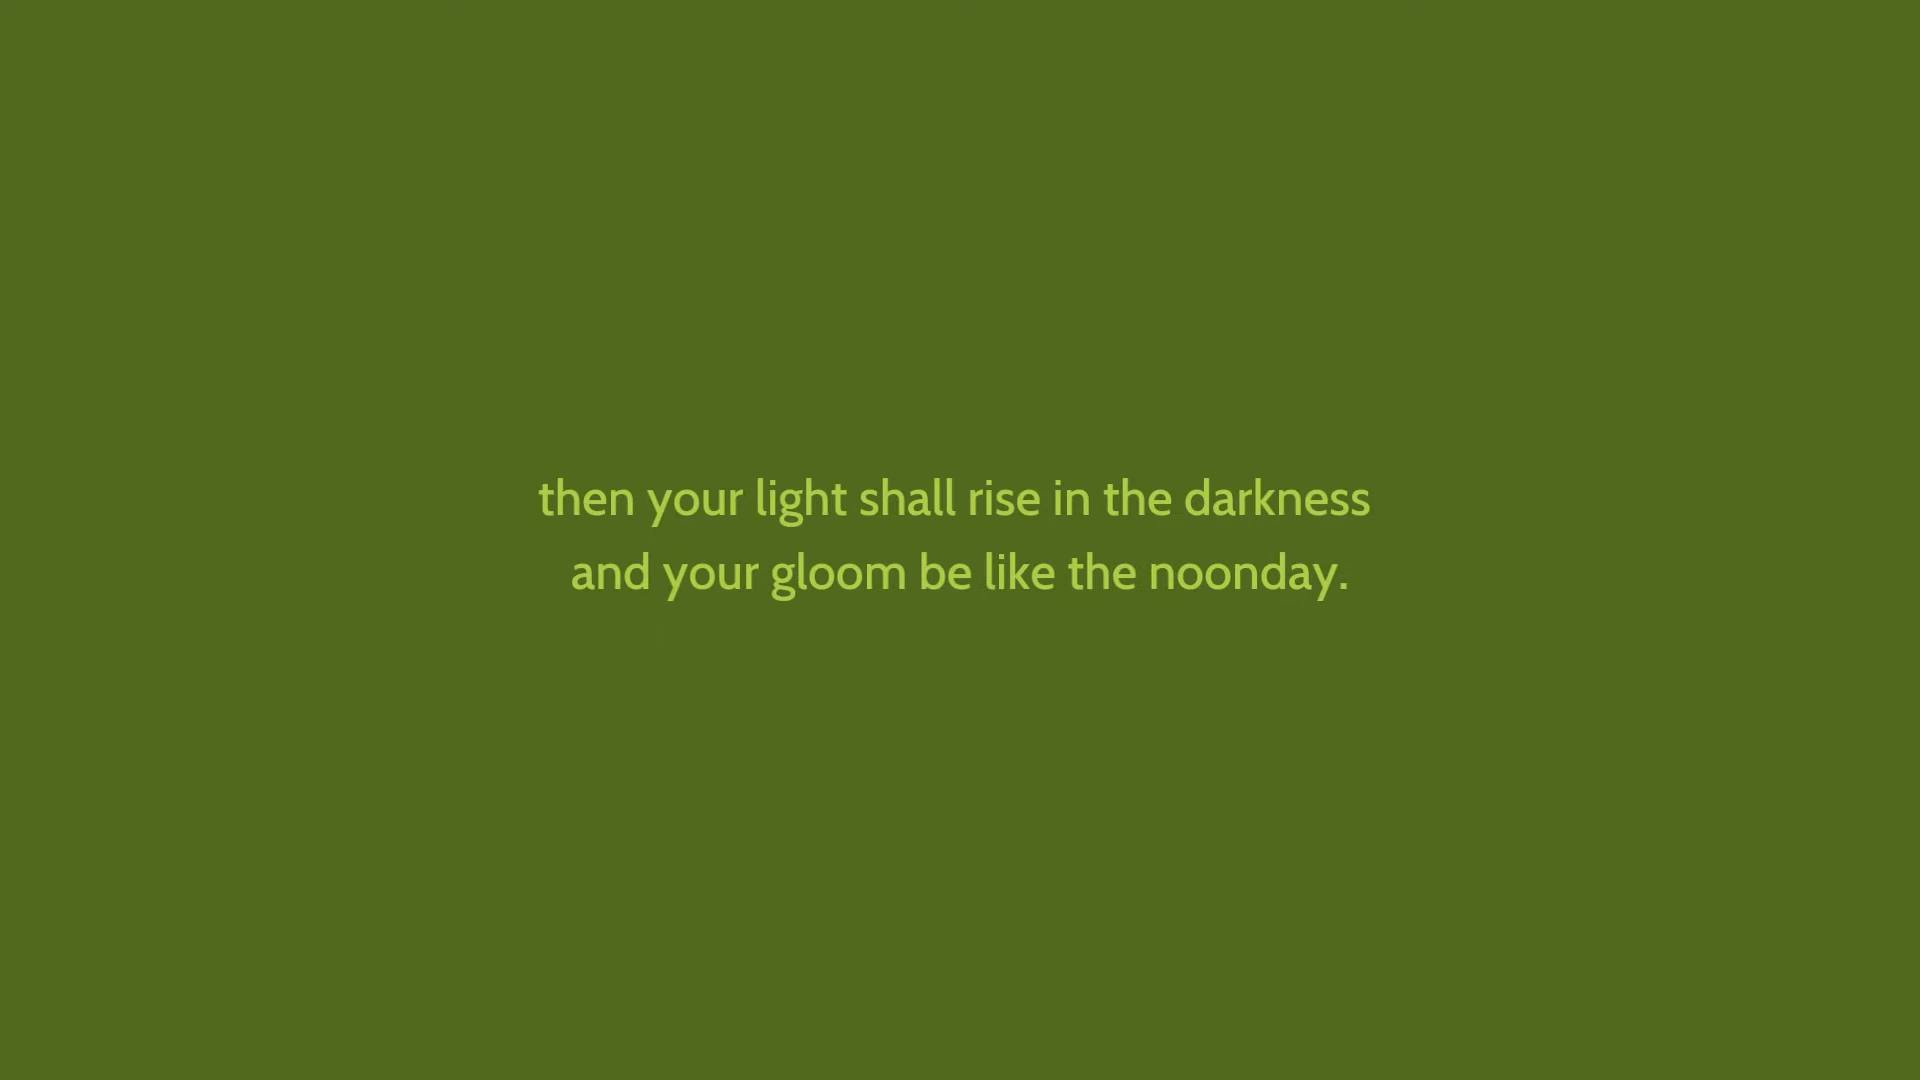 then your light shall rise in the darkness
and your gloom be like the noonday.